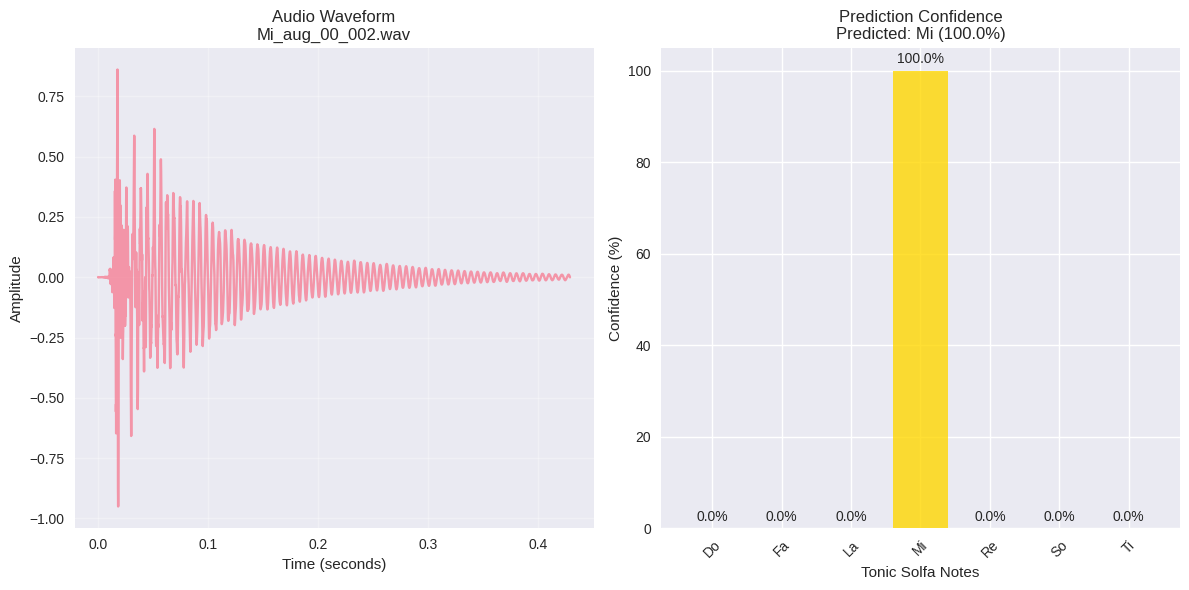 Audio Waveform
Mi_aug_00_002.wav
Amplitude
0.75
0.50
0.25
0.00
−0.25
−0.50
−0.75
−1.00
0.0 0.1 0.2 0.3 0.4
Time (seconds)
Prediction Confidence
Predicted: Mi (100.0%)
Confidence (%)
100
80
60
40
20
0
100.0%
0.0% 0.0% 0.0% 0.0% 0.0% 0.0%
Do Fa La Mi Re So Ti
Tonic Solfa Notes